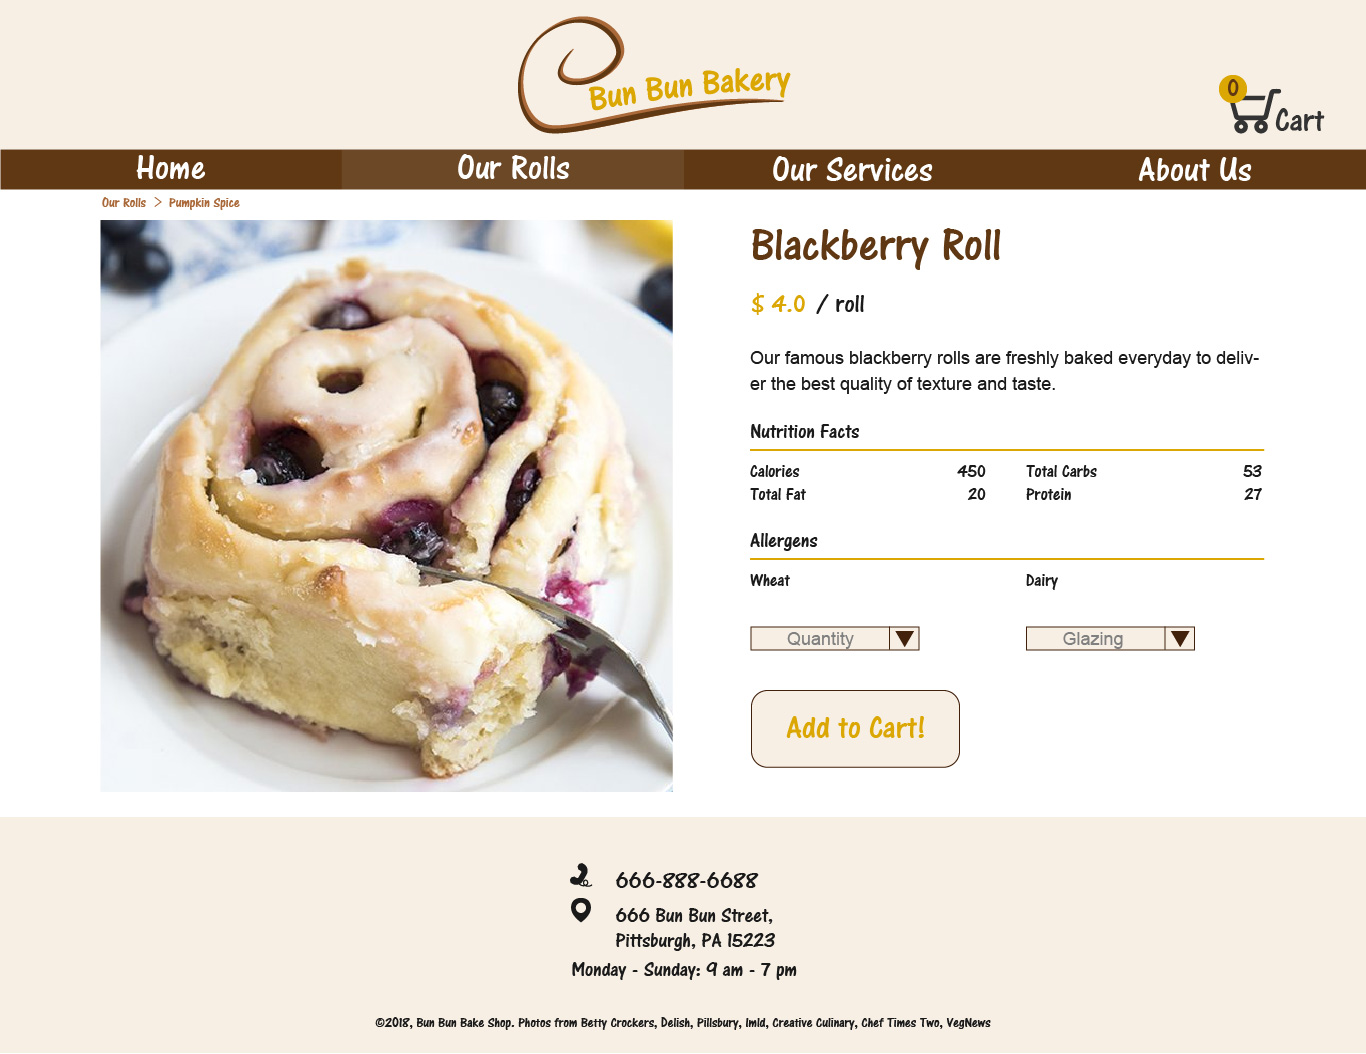 Bun Bun Bakery
0
Cart
Home
Our Rolls
Our Services
About Us
Our Rolls > Pumpkin Spice
Blackberry Roll
$ 4.0 / roll
Our famous blackberry rolls are freshly baked everyday to deliv-
er the best quality of texture and taste.
Nutrition Facts
Calories 450 Total Carbs 53
Total Fat 20 Protein 27
Allergens
Wheat Dairy
Quantity Glazing
Add to Cart!
666-888-6688
666 Bun Bun Street,
Pittsburgh, PA 15223
Monday - Sunday: 9 am - 7 pm
©2018, Bun Bun Bake Shop. Photos from Betty Crockers, Delish, Pillsbury, Imld, Creative Culinary, Chef Times Two, VegNews